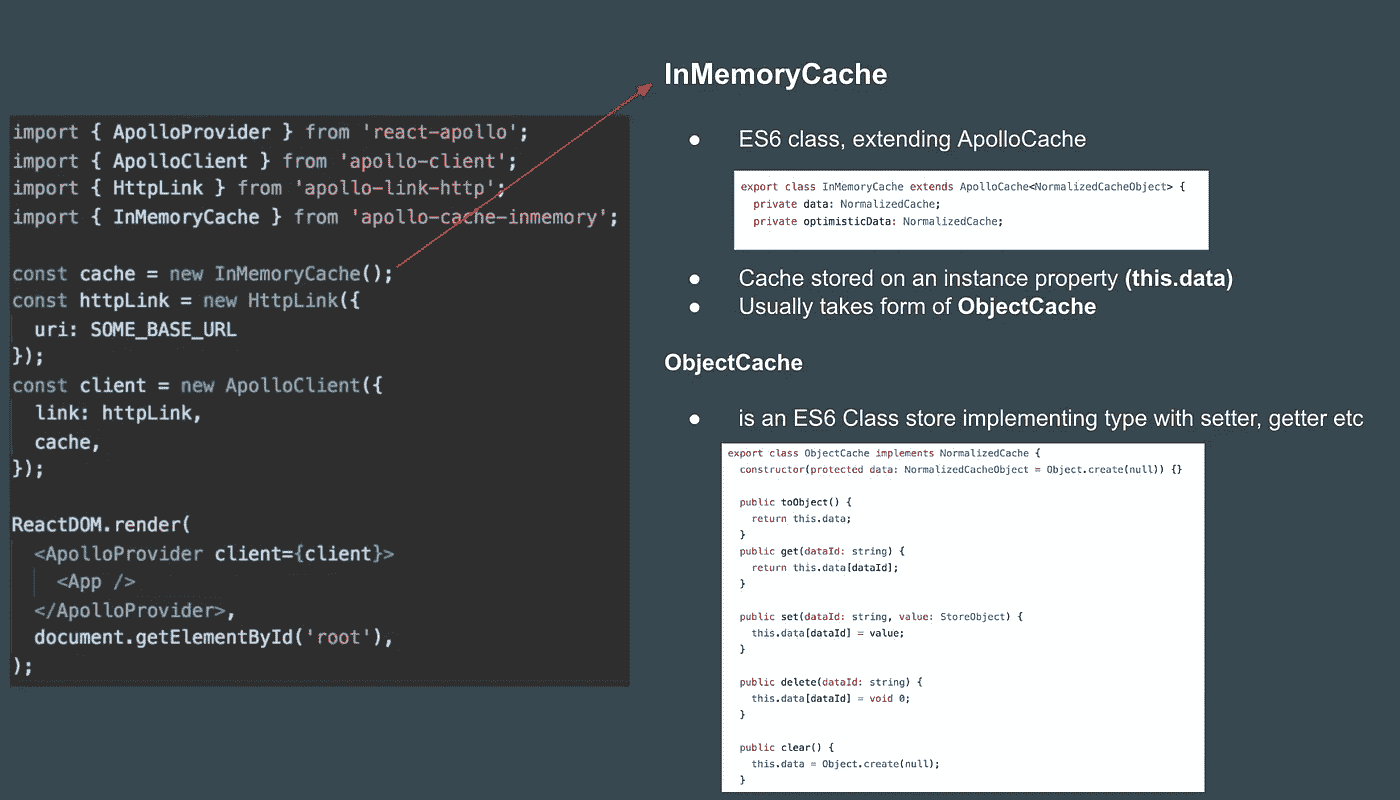 import { ApolloProvider } from 'react-apollo';
import { ApolloClient } from 'apollo-client';
import { HttpLink } from 'apollo-link-http';
import { InMemoryCache } from 'apollo-cache-inmemory';
const cache = new InMemoryCache();
const httpLink = new HttpLink({
  uri: SOME_BASE_URL
});
const client = new ApolloClient({
  link: httpLink,
  cache,
});
ReactDOM.render(
  <ApolloProvider client={client}>
    <App />
  </ApolloProvider>,
  document.getElementById('root'),
);
InMemoryCache
● ES6 class, extending ApolloCache
export class InMemoryCache extends ApolloCache<NormalizedCacheObject> {
  private data: NormalizedCache;
  private optimisticData: NormalizedCache;
● Cache stored on an instance property (this.data)
● Usually takes form of ObjectCache
ObjectCache
● is an ES6 Class store implementing type with setter, getter etc
export class ObjectCache implements NormalizedCache {
  constructor(protected data: NormalizedCacheObject = Object.create(null)) {}
  public toObject() {
    return this.data;
  }
  public get(dataId: string) {
    return this.data[dataId];
  }
  public set(dataId: string, value: StoreObject) {
    this.data[dataId] = value;
  }
  public delete(dataId: string) {
    this.data[dataId] = void 0;
  }
  public clear() {
    this.data = Object.create(null);
  }